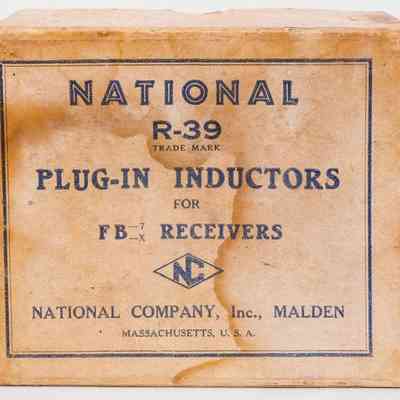 NATIONAL
R-39
TRADE MARK
PLUG-IN INDUCTORS
FOR
FB-7-X RECEIVERS
NC
NATIONAL COMPANY, Inc., MALDEN
MASSACHUSETTS, U. S. A.